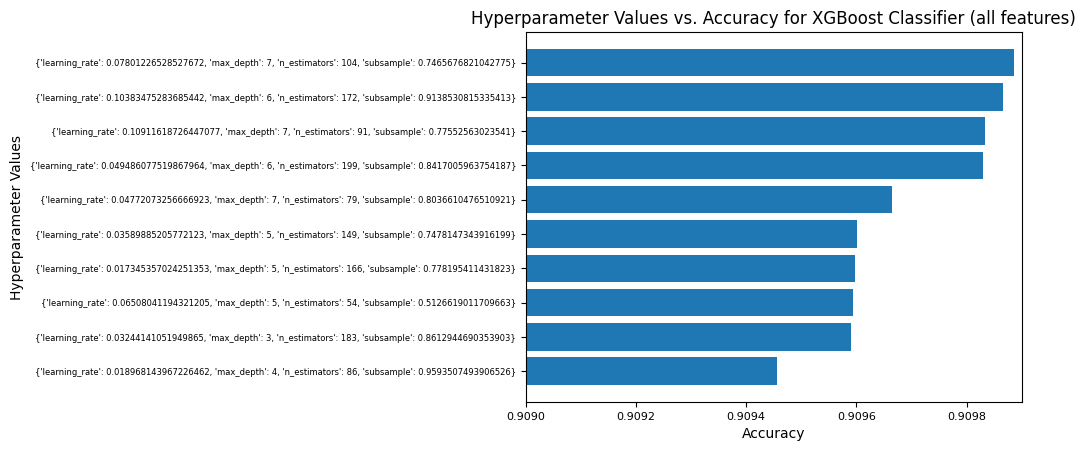 Hyperparameter Values vs. Accuracy for XGBoost Classifier (all features)
{'learning_rate': 0.07801226528527672, 'max_depth': 7, 'n_estimators': 104, 'subsample': 0.7465676821042775}
{'learning_rate': 0.10383475283685442, 'max_depth': 6, 'n_estimators': 172, 'subsample': 0.9138530815335413}
{'learning_rate': 0.10911618726447077, 'max_depth': 7, 'n_estimators': 91, 'subsample': 0.77552563023541}
{'learning_rate': 0.049486077519867964, 'max_depth': 6, 'n_estimators': 199, 'subsample': 0.8417005963754187}
{'learning_rate': 0.04772073256666923, 'max_depth': 7, 'n_estimators': 79, 'subsample': 0.8036610476510921}
{'learning_rate': 0.03589885205772123, 'max_depth': 5, 'n_estimators': 149, 'subsample': 0.7478147343916199}
{'learning_rate': 0.017345357024251353, 'max_depth': 5, 'n_estimators': 166, 'subsample': 0.778195411431823}
{'learning_rate': 0.06508041194321205, 'max_depth': 5, 'n_estimators': 54, 'subsample': 0.5126619011709663}
{'learning_rate': 0.03244141051949865, 'max_depth': 3, 'n_estimators': 183, 'subsample': 0.8612944690353903}
{'learning_rate': 0.018968143967226462, 'max_depth': 4, 'n_estimators': 86, 'subsample': 0.9593507493906526}
Hyperparameter Values
0.9090 0.9092 0.9094 0.9096 0.9098
Accuracy